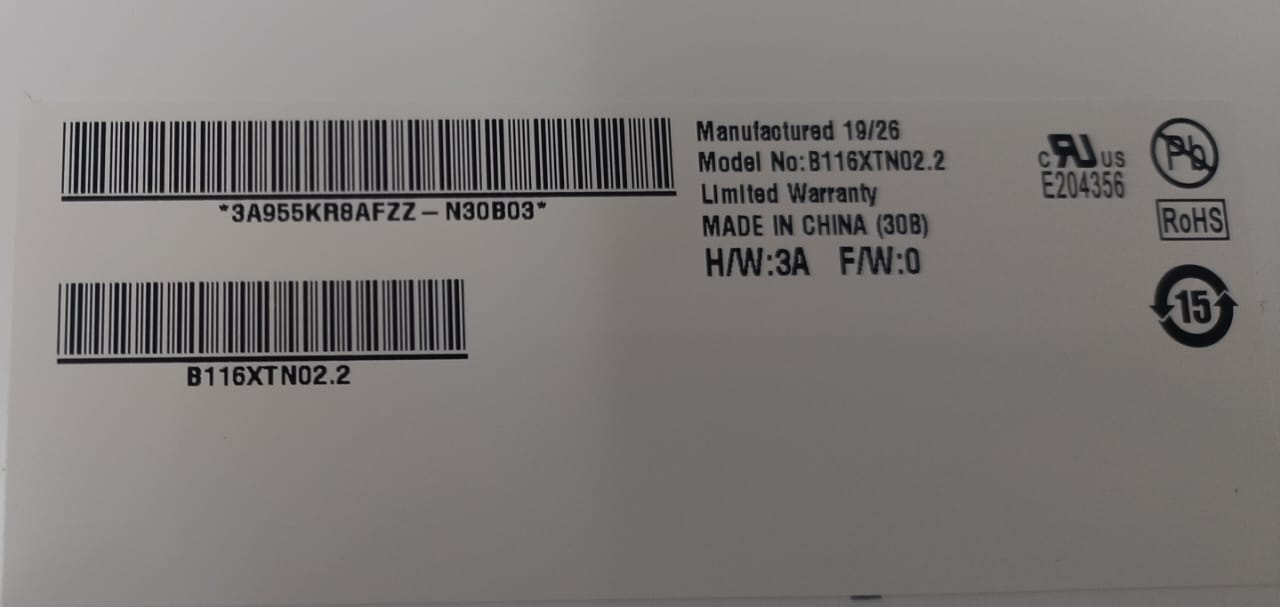 *3A955KR8AFZZ – N30B03*
B116XTN02.2
Manufactured 19/26
Model No:B116XTN02.2
Limited Warranty
MADE IN CHINA (30B)
H/W:3A F/W:0
c RU US
E204356
Pb
RoHS
15